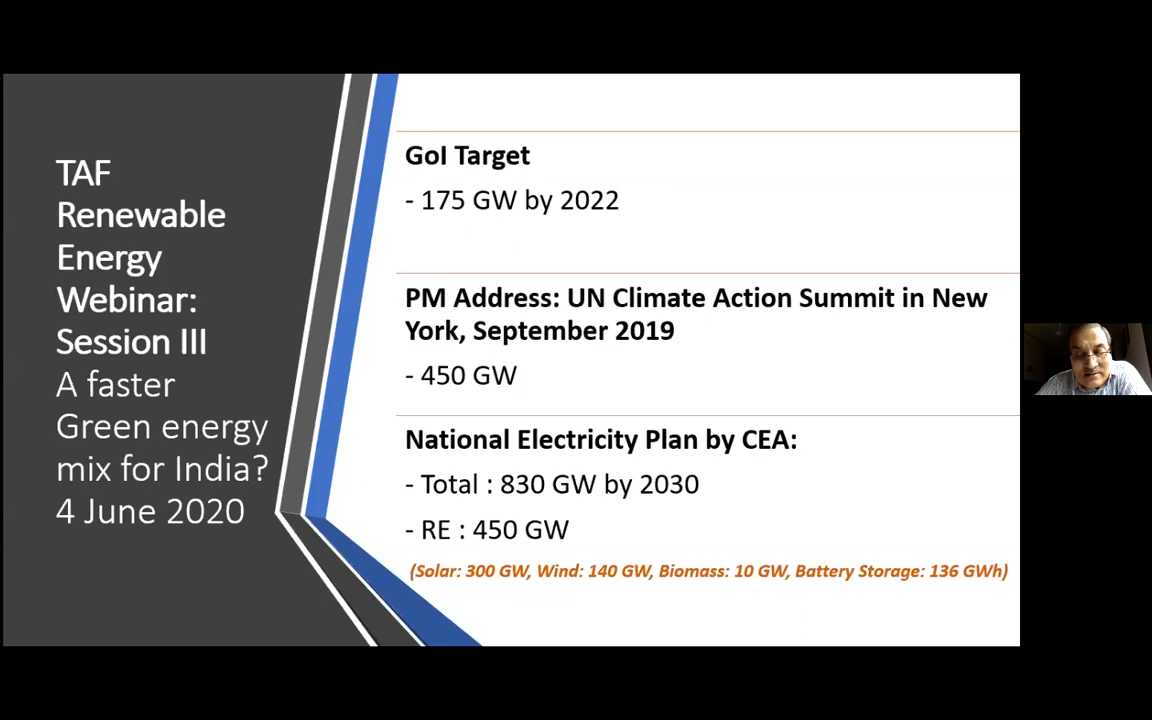 TAF
Renewable
Energy
Webinar:
Session III
A faster
Green energy
mix for India?
4 June 2020
GoI Target
- 175 GW by 2022
PM Address: UN Climate Action Summit in New
York, September 2019
- 450 GW
National Electricity Plan by CEA:
- Total : 830 GW by 2030
- RE : 450 GW
(Solar: 300 GW, Wind: 140 GW, Biomass: 10 GW, Battery Storage: 136 GWh)